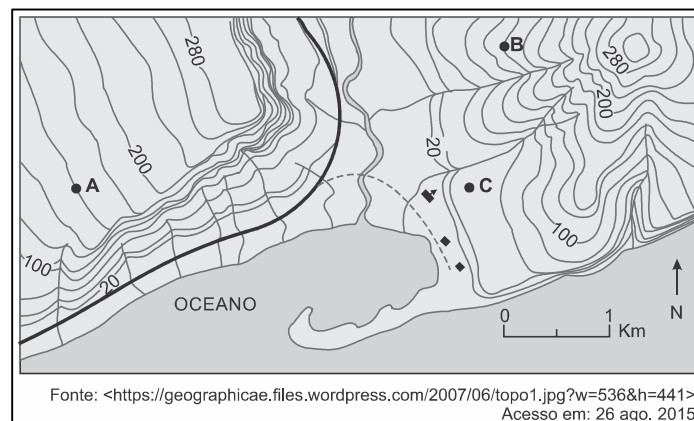 280
B
280
200
200
20
A
C
100
100
20
OCEANO
N
0 1
Km
Fonte: <https://geographicae.files.wordpress.com/2007/06/topo1.jpg?w=536&h=441>
Acesso em: 26 ago. 2015